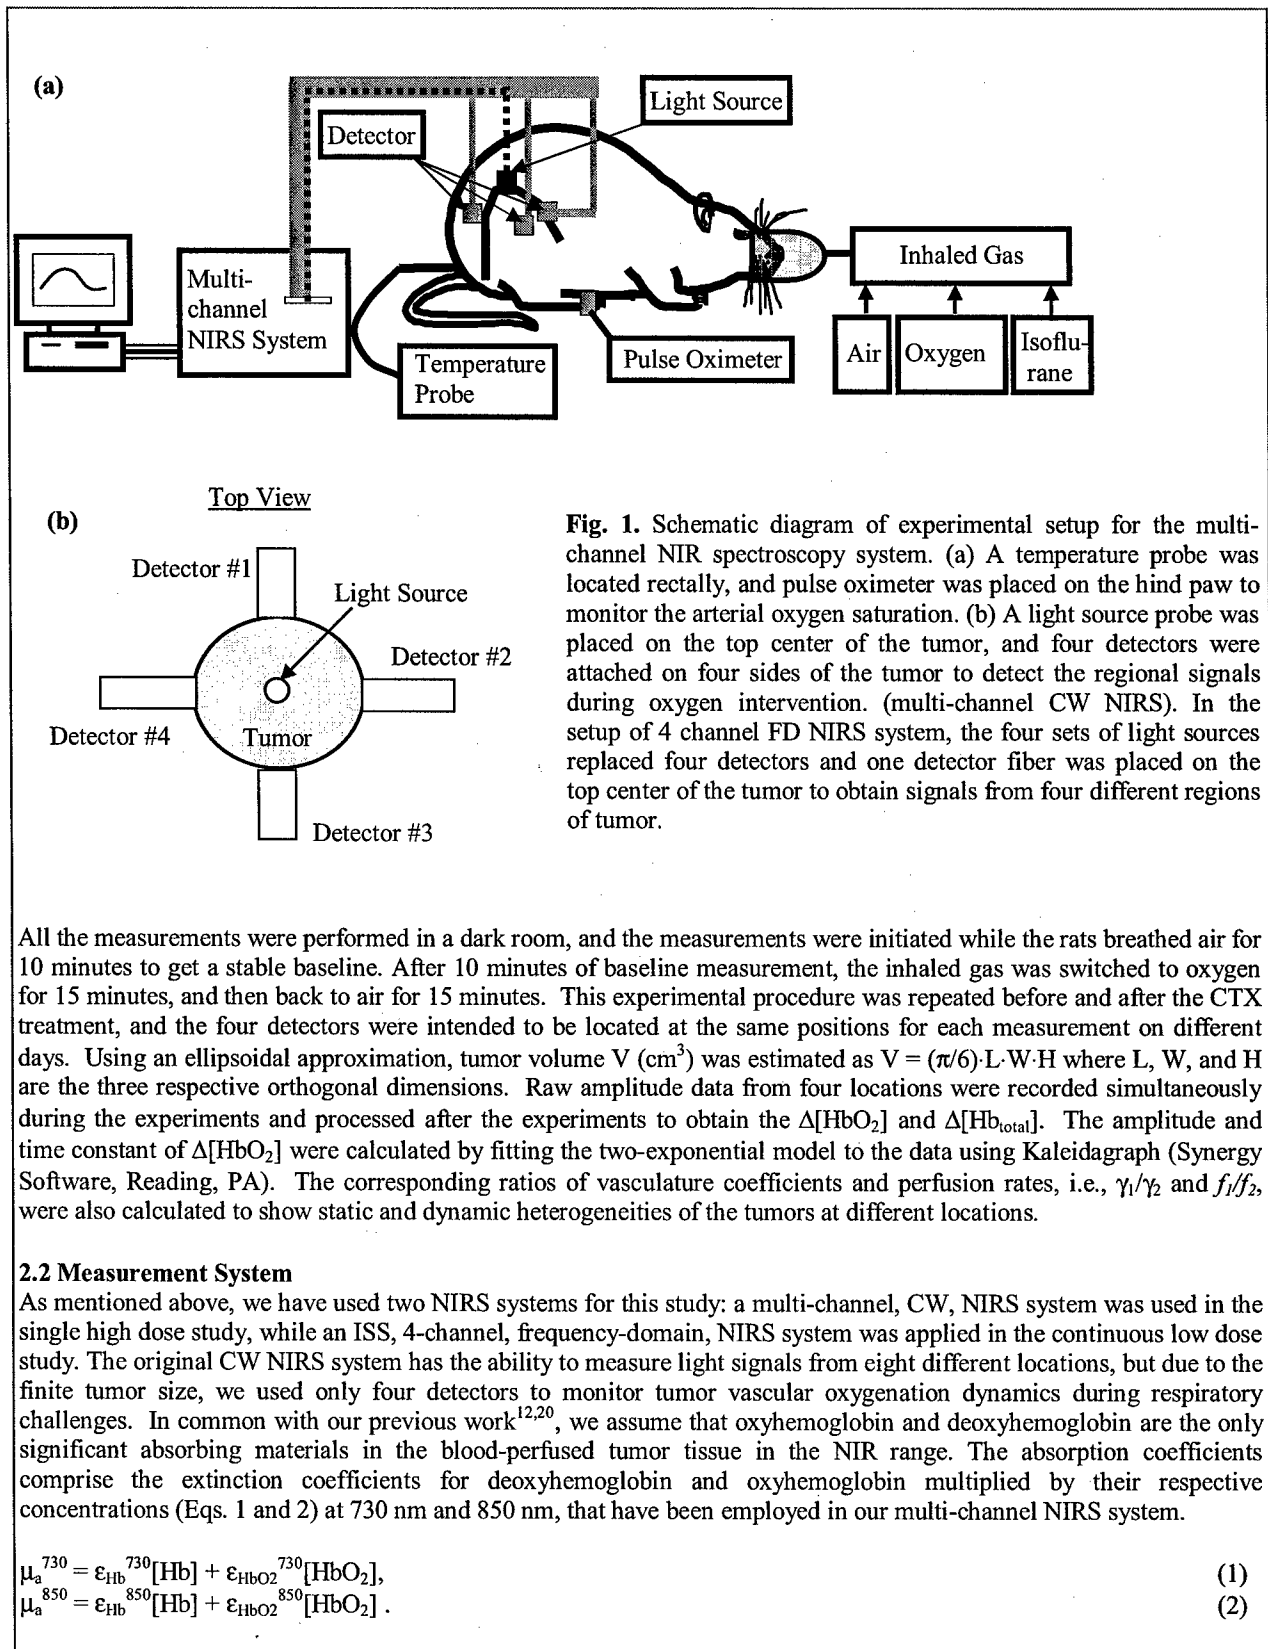 (a)
Light Source
Detector
Multi-
channel
NIRS System
Inhaled Gas
Temperature
Probe
Pulse Oximeter
Air
Oxygen
Isoflu-
rane
Top View
(b)
Detector #1
Light Source
Detector #2
Detector #4
Tumor
Detector #3
Fig. 1. Schematic diagram of experimental setup for the multi-
channel NIR spectroscopy system. (a) A temperature probe was
located rectally, and pulse oximeter was placed on the hind paw to
monitor the arterial oxygen saturation. (b) A light source probe was
placed on the top center of the tumor, and four detectors were
attached on four sides of the tumor to detect the regional signals
during oxygen intervention. (multi-channel CW NIRS). In the
setup of 4 channel FD NIRS system, the four sets of light sources
replaced four detectors and one detector fiber was placed on the
top center of the tumor to obtain signals from four different regions
of tumor.
All the measurements were performed in a dark room, and the measurements were initiated while the rats breathed air for
10 minutes to get a stable baseline. After 10 minutes of baseline measurement, the inhaled gas was switched to oxygen
for 15 minutes, and then back to air for 15 minutes. This experimental procedure was repeated before and after the CTX
treatment, and the four detectors were intended to be located at the same positions for each measurement on different
days. Using an ellipsoidal approximation, tumor volume V (cm³) was estimated as V = (π/6)·L·W·H where L, W, and H
are the three respective orthogonal dimensions. Raw amplitude data from four locations were recorded simultaneously
during the experiments and processed after the experiments to obtain the Δ[HbO₂] and Δ[Hb_total]. The amplitude and
time constant of Δ[HbO₂] were calculated by fitting the two-exponential model to the data using Kaleidagraph (Synergy
Software, Reading, PA). The corresponding ratios of vasculature coefficients and perfusion rates, i.e., γ₁/γ₂ and f₁/f₂,
were also calculated to show static and dynamic heterogeneities of the tumors at different locations.
2.2 Measurement System
As mentioned above, we have used two NIRS systems for this study: a multi-channel, CW, NIRS system was used in the
single high dose study, while an ISS, 4-channel, frequency-domain, NIRS system was applied in the continuous low dose
study. The original CW NIRS system has the ability to measure light signals from eight different locations, but due to the
finite tumor size, we used only four detectors to monitor tumor vascular oxygenation dynamics during respiratory
challenges. In common with our previous work¹²,²⁰, we assume that oxyhemoglobin and deoxyhemoglobin are the only
significant absorbing materials in the blood-perfused tumor tissue in the NIR range. The absorption coefficients
comprise the extinction coefficients for deoxyhemoglobin and oxyhemoglobin multiplied by their respective
concentrations (Eqs. 1 and 2) at 730 nm and 850 nm, that have been employed in our multi-channel NIRS system.
μₐ⁷³⁰ = ε_Hb⁷³⁰[Hb] + ε_HbO2⁷³⁰[HbO₂], (1)
μₐ⁸⁵⁰ = ε_Hb⁸⁵⁰[Hb] + ε_HbO2⁸⁵⁰[HbO₂] . (2)